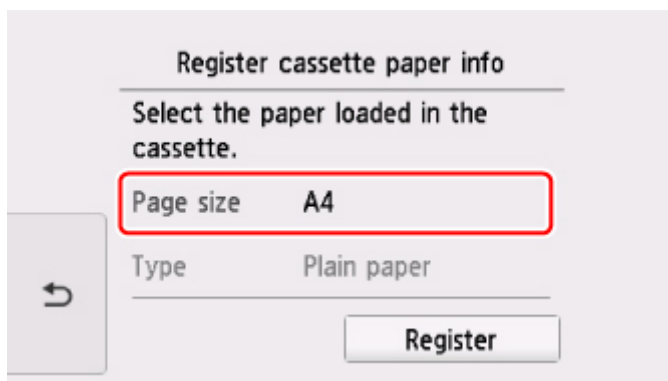 Register cassette paper info
Select the paper loaded in the
cassette.
Page size A4
Type Plain paper
Register